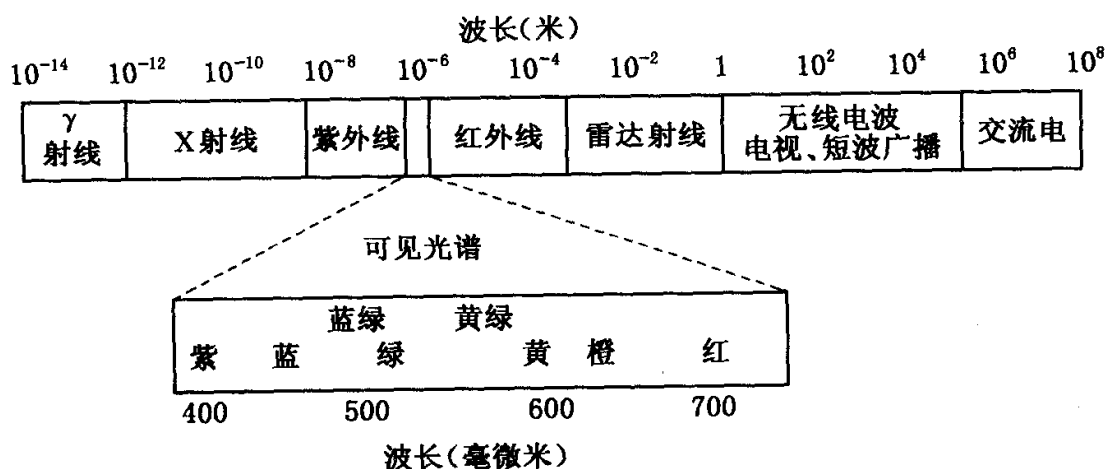 波长(米)
10⁻¹⁴ 10⁻¹² 10⁻¹⁰ 10⁻⁸ 10⁻⁶ 10⁻⁴ 10⁻² 1 10² 10⁴ 10⁶ 10⁸
γ
射线
X射线
紫外线
红外线
雷达射线
无线电波
电视、短波广播
交流电
可见光谱
蓝绿 黄绿
紫 蓝 绿 黄 橙 红
400 500 600 700
波长(毫微米)